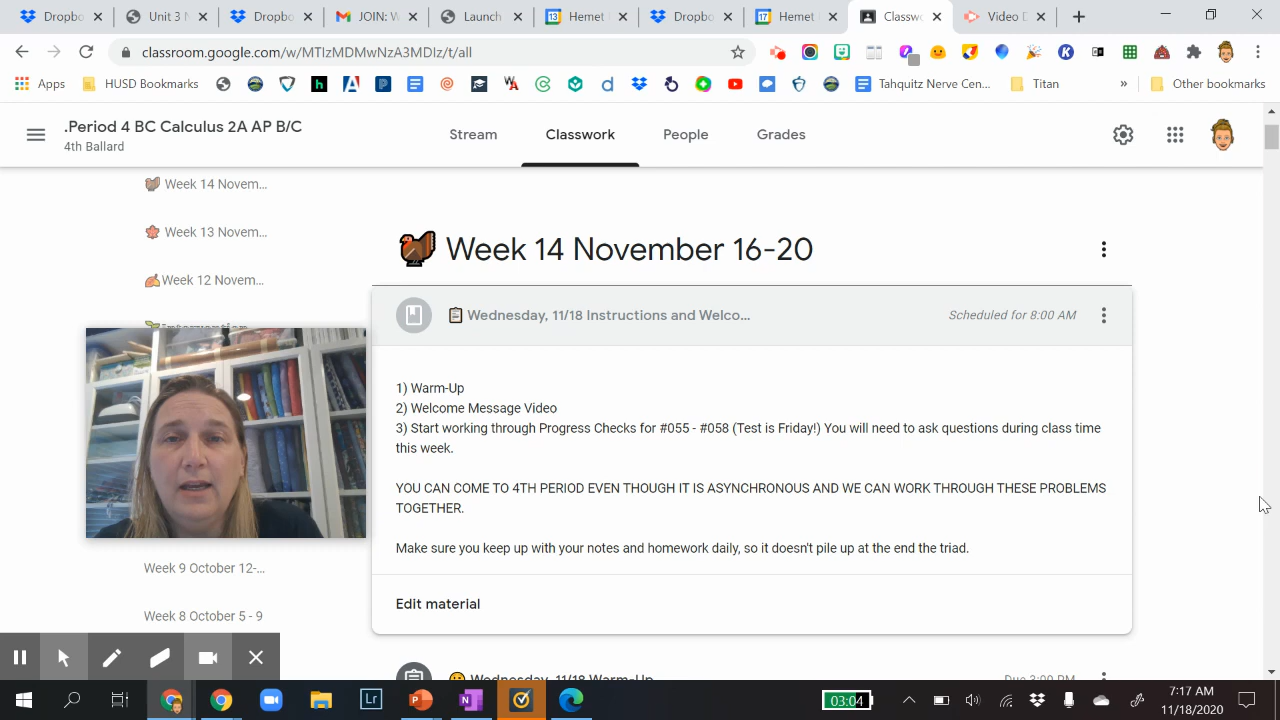 Dropbo
Unit 3 N
Dropb
JOIN: W
Launch
Hemet
Dropbo
Hemet
Classwo
Video D
classroom.google.com/w/MTIzMDMwNzA3MDIz/t/all
Apps
HUSD Bookmarks
Tahquitz Nerve Cen...
Titan
»
Other bookmarks
.Period 4 BC Calculus 2A AP B/C
4th Ballard
Stream
Classwork
People
Grades
Week 14 Novem...
Week 13 Novem...
Week 12 Novem...
Intervention
Week 9 October 12-...
Week 8 October 5 - 9
Week 14 November 16-20
Wednesday, 11/18 Instructions and Welco...
Scheduled for 8:00 AM
1) Warm-Up
2) Welcome Message Video
3) Start working through Progress Checks for #055 - #058 (Test is Friday!) You will need to ask questions during class time
this week.
YOU CAN COME TO 4TH PERIOD EVEN THOUGH IT IS ASYNCHRONOUS AND WE CAN WORK THROUGH THESE PROBLEMS
TOGETHER.
Make sure you keep up with your notes and homework daily, so it doesn't pile up at the end the triad.
Edit material
Wednesday, 11/18 Warm-Up
Due 3:00 PM
03:04
7:17 AM
11/18/2020